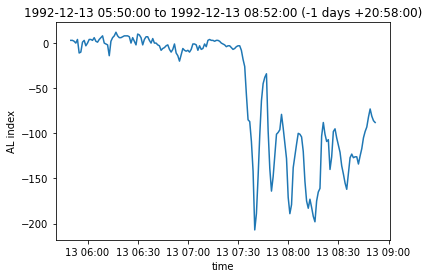 1992-12-13 05:50:00 to 1992-12-13 08:52:00 (-1 days +20:58:00)
AL index
0
−50
−100
−150
−200
13 06:00 13 06:30 13 07:00 13 07:30 13 08:00 13 08:30 13 09:00
time